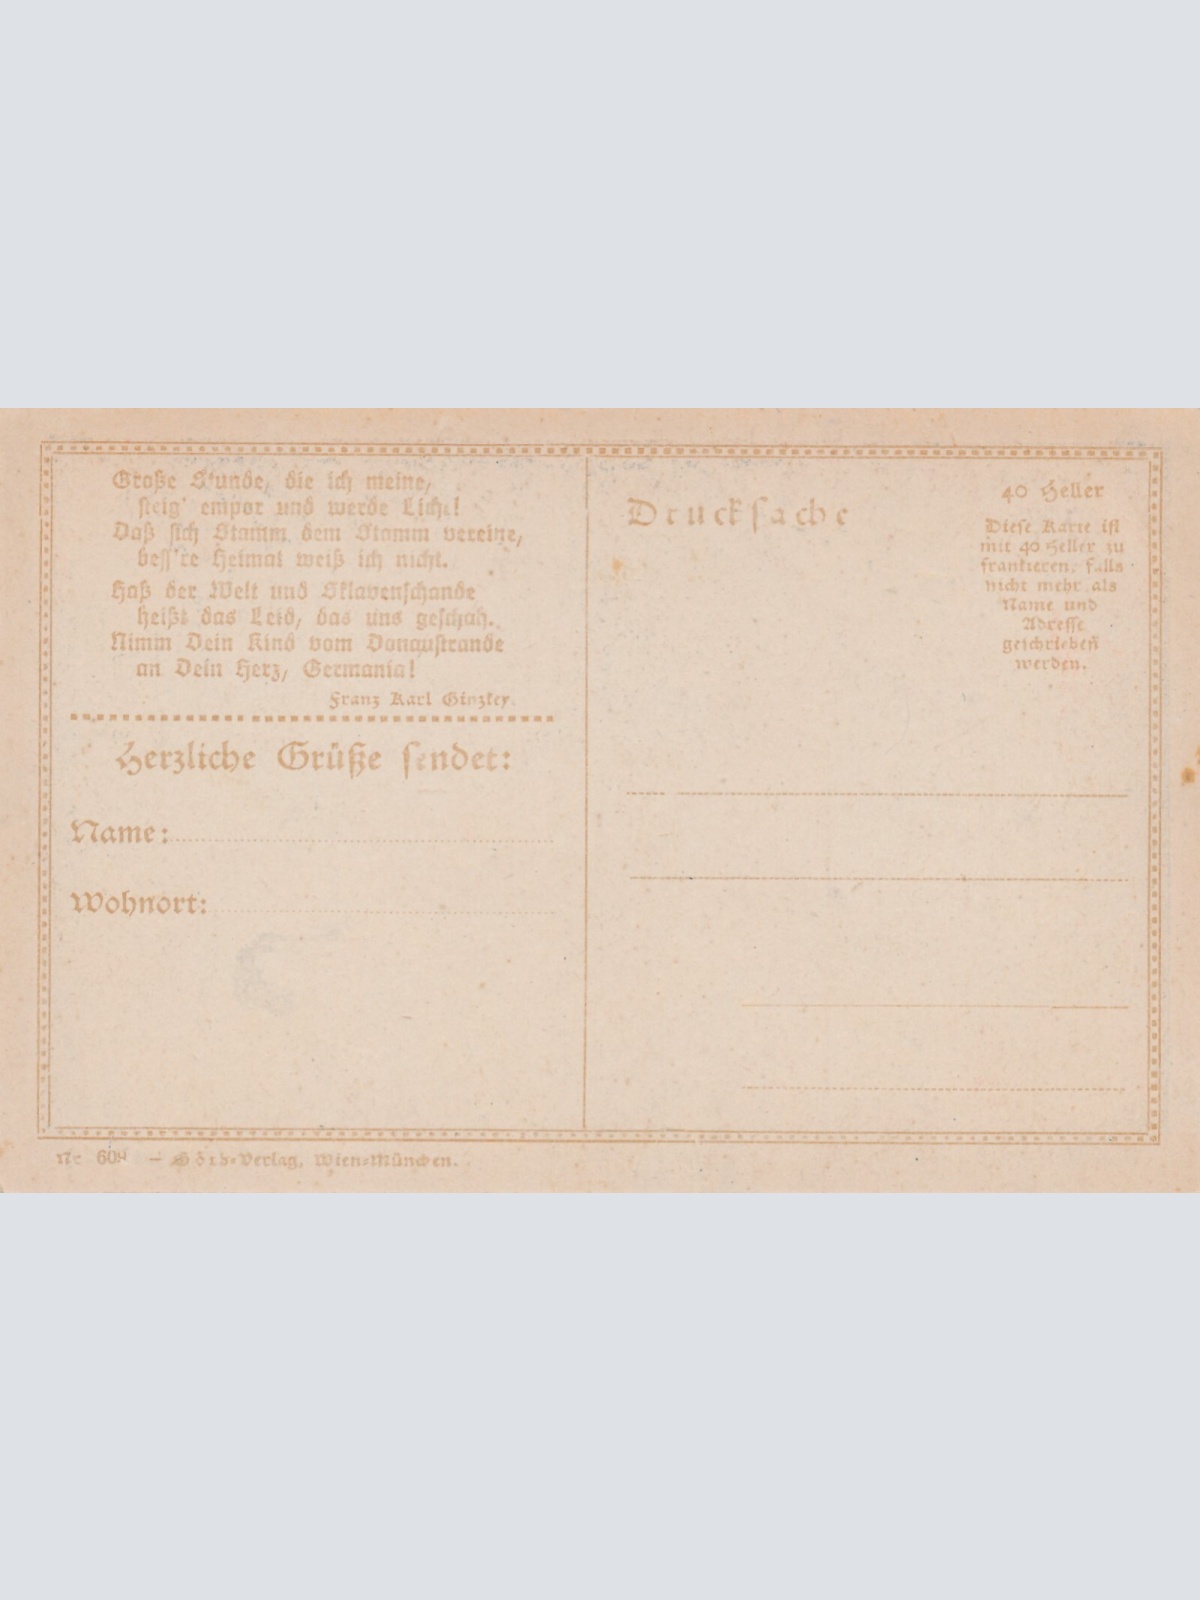 Große Stunde, die ich meine,
steig' empor und werde Licht!
Daß sich Stamm dem Stamm vereine,
bess're Heimat weiß ich nicht.
Haß der Welt und Sklavenschande
heißt das Leid, das uns geschah.
Nimm Dein Kind vom Donaustrande
an Dein Herz, Germania!
Franz Karl Ginzkey.
Herzliche Grüße sendet:
Name:
Wohnort:
Drucksache
40 Heller
Diese Karte ist
mit 40 Heller zu
frankieren, falls
nicht mehr als
Name und
Adresse
geschrieben
werden.
Nr. 608 — -Verlag, Wien-München.